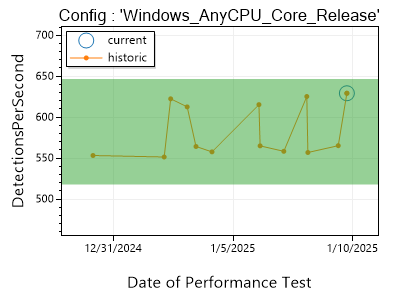 Config : 'Windows_AnyCPU_Core_Release'
700
current
historic
650
600
550
500
DetectionsPerSecond
12/31/2024
1/5/2025
1/10/2025
Date of Performance Test